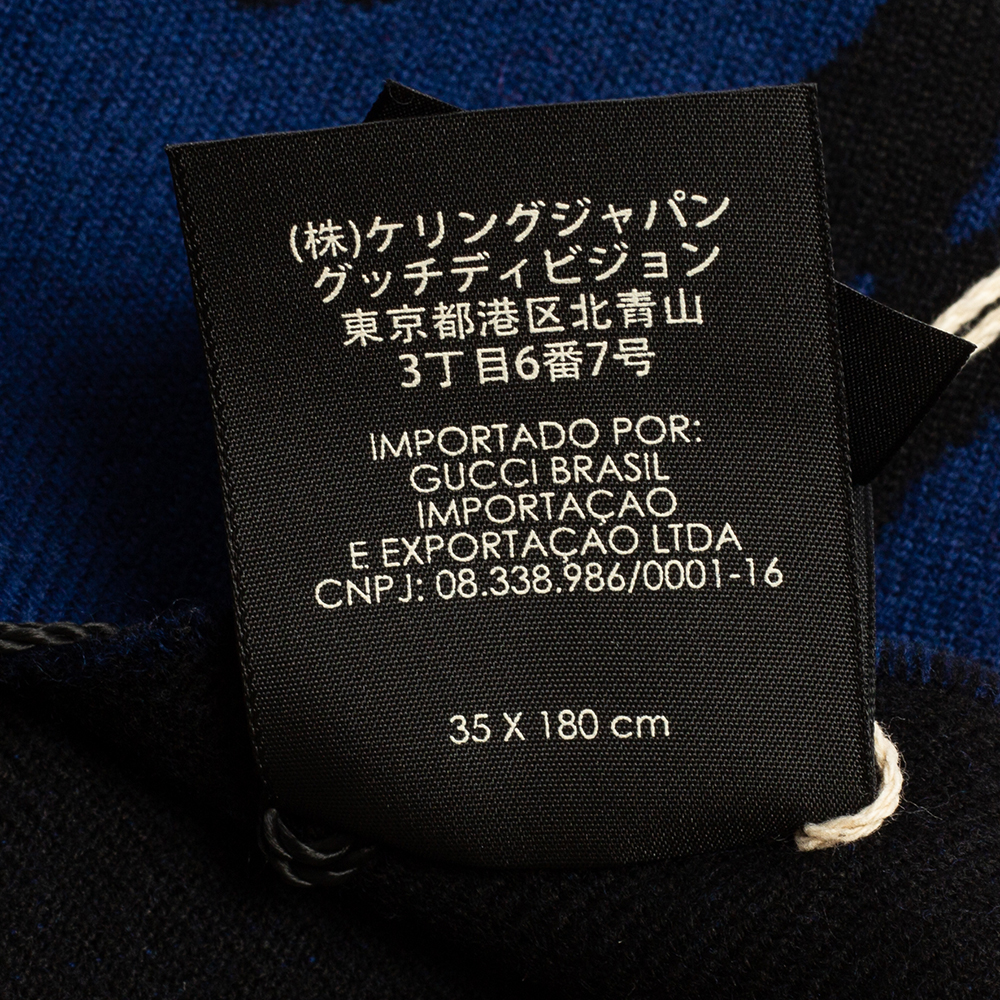 (株)ケリングジャパン
グッチディビジョン
東京都港区北青山
3丁目6番7号
IMPORTADO POR:
GUCCI BRASIL
IMPORTAÇAO
E EXPORTAÇAO LTDA
CNPJ: 08.338.986/0001-16
35 X 180 cm